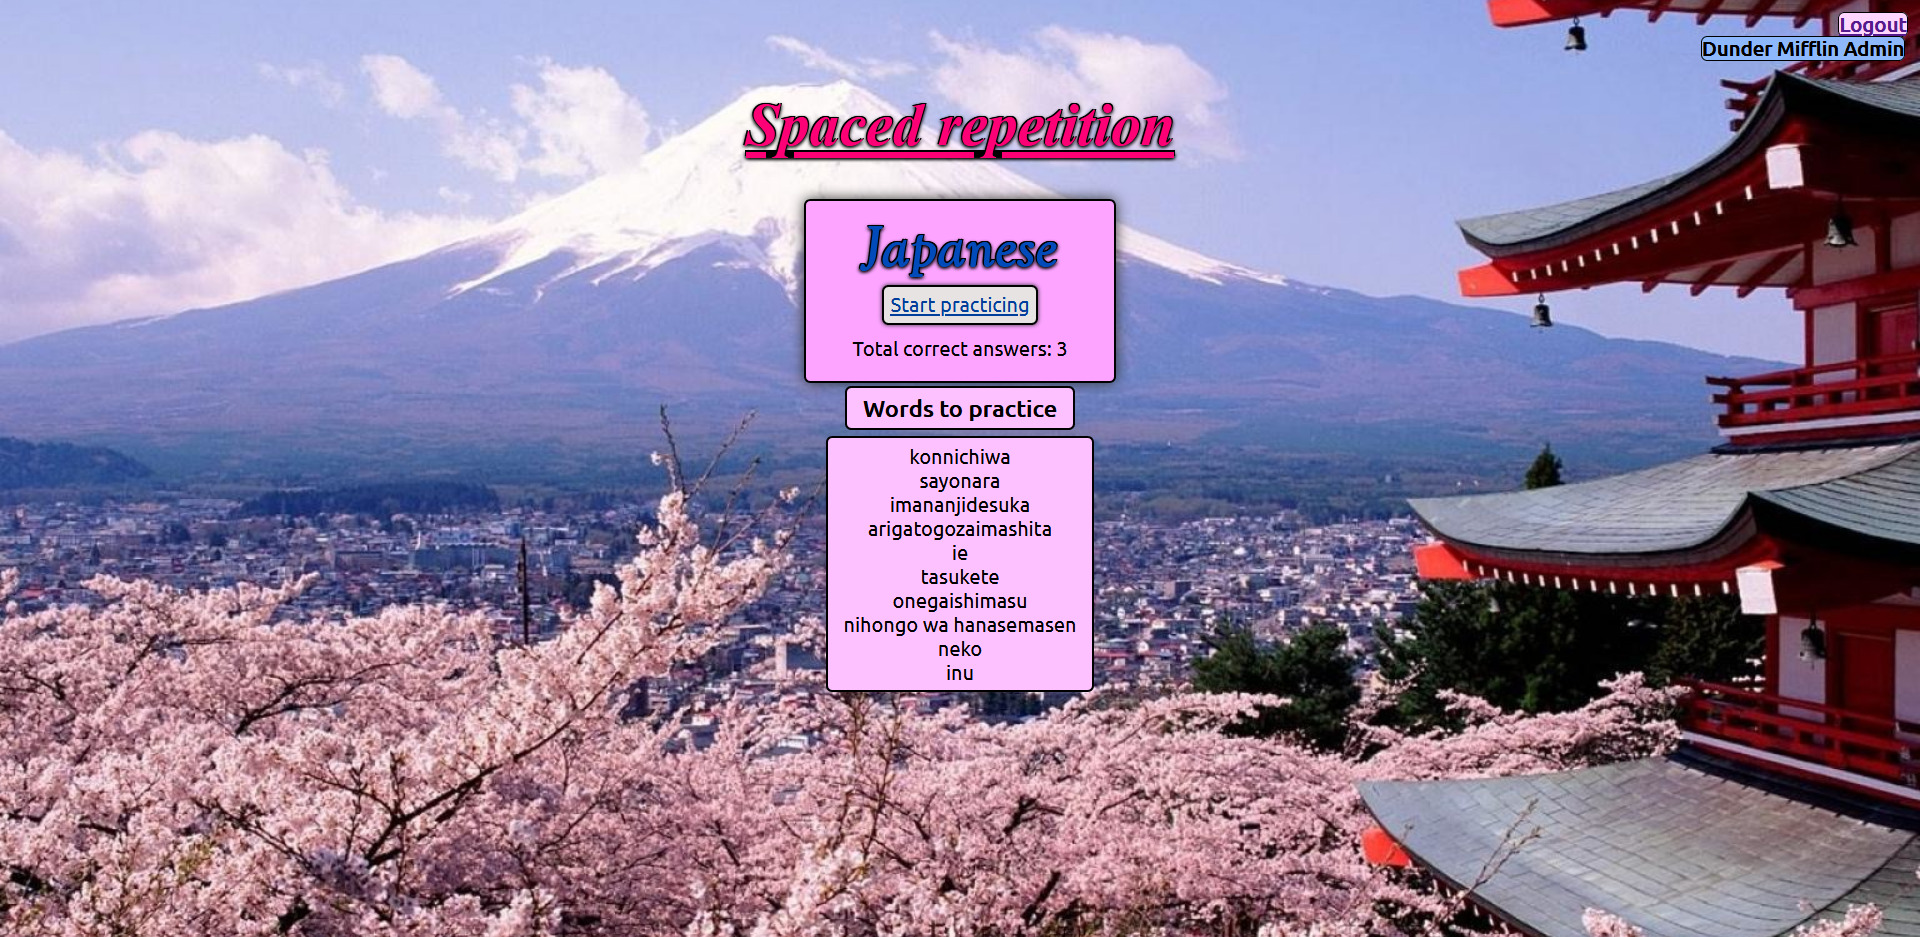 Logout
Dunder Mifflin Admin
Spaced repetition
Japanese
Start practicing
Total correct answers: 3
Words to practice
konnichiwa
sayonara
imananjidesuka
arigatogozaimashita
ie
tasukete
onegaishimasu
nihongo wa hanasemasen
neko
inu